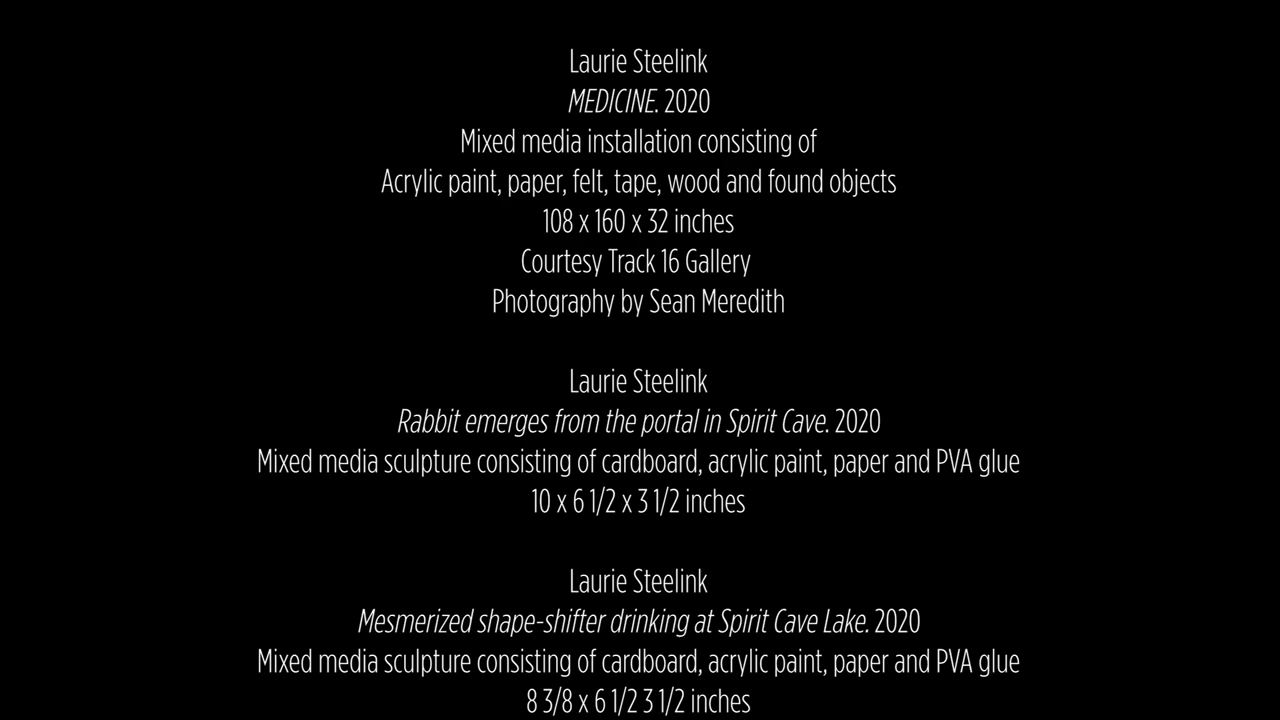 Laurie Steelink
MEDICINE. 2020
Mixed media installation consisting of
Acrylic paint, paper, felt, tape, wood and found objects
108 x 160 x 32 inches
Courtesy Track 16 Gallery
Photography by Sean Meredith
Laurie Steelink
Rabbit emerges from the portal in Spirit Cave. 2020
Mixed media sculpture consisting of cardboard, acrylic paint, paper and PVA glue
10 x 6 1/2 x 3 1/2 inches
Laurie Steelink
Mesmerized shape-shifter drinking at Spirit Cave Lake. 2020
Mixed media sculpture consisting of cardboard, acrylic paint, paper and PVA glue
8 3/8 x 6 1/2 3 1/2 inches